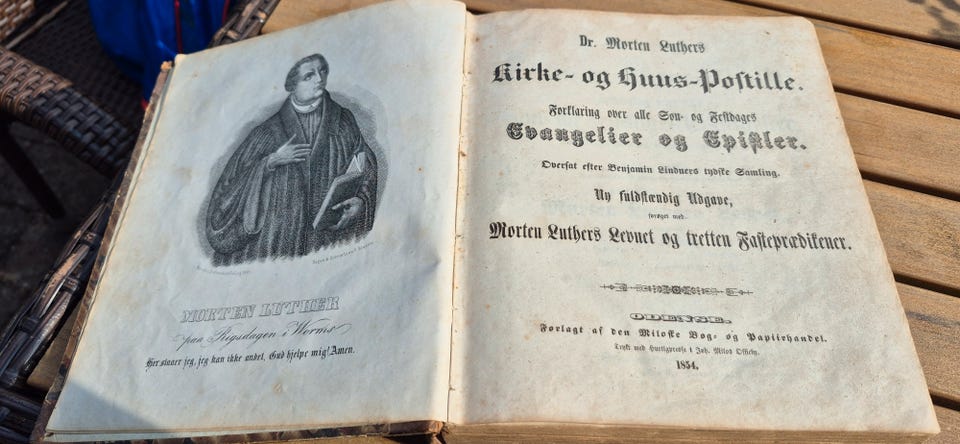 MORTEN LUTHER
paa Rigsdagen i Worms
Her staaer jeg, jeg kan ikke andet, Gud hjelpe mig! Amen.
Dr. Morten Luthers
Kirke- og Huus-Postille.
Forklaring over alle Søn- og Festdages
Evangelier og Epistler.
Oversat efter Benjamin Lindners tydske Samling.
Ny fuldstændig Udgave,
forøget med
Morten Luthers Levnet og tretten Fasteprædikener.
ODENSE.
Forlagt af den Miloske Bog- og Papirhandel.
Trykt med Hurtigpresse i Joh. Milos Officin.
1854.